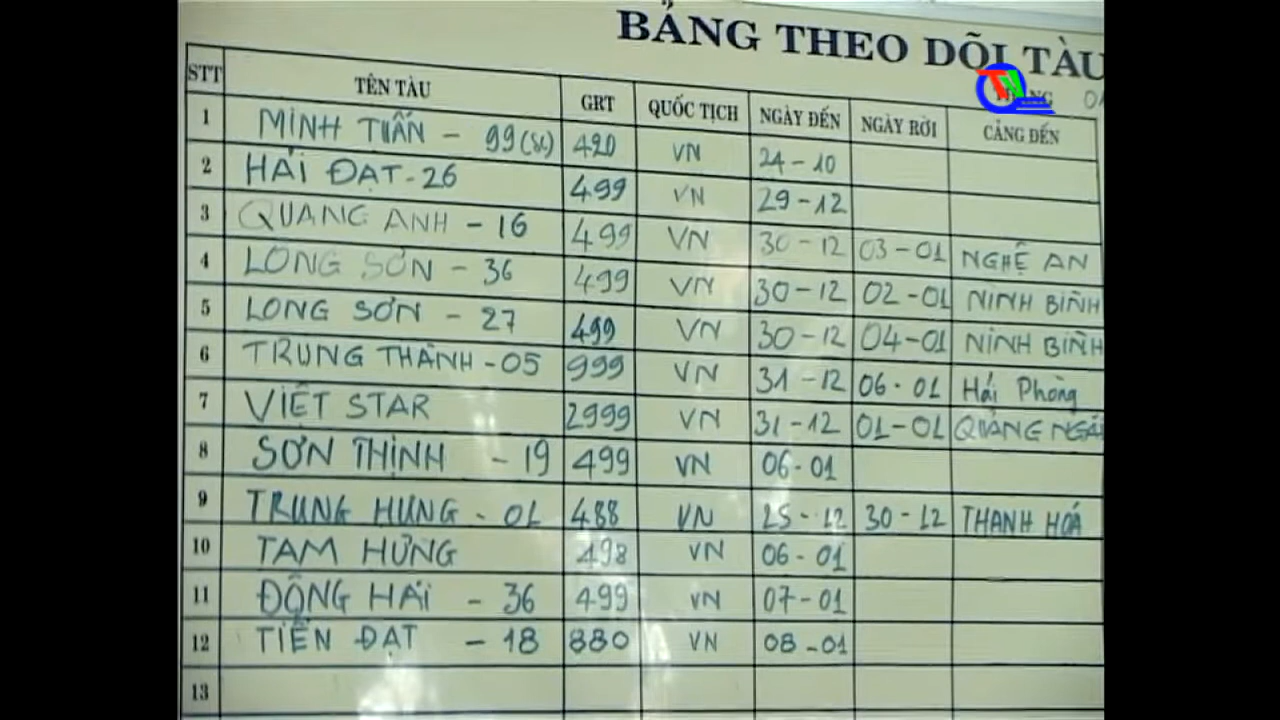 BẢNG THEO DÕI TÀU
STT TÊN TÀU GRT QUỐC TỊCH NGÀY ĐẾN NGÀY RỜI CẢNG ĐẾN
1 MINH TUẤN - 99 (SC) 420 VN 24-10
2 HẢI ĐẠT-26 499 VN 29-12
3 QUANG ANH - 16 499 VN 30-12 03-01 NGHỆ AN
4 LONG SƠN - 36 499 VN 30-12 02-01 NINH BÌNH
5 LONG SƠN - 27 499 VN 30-12 04-01 NINH BÌNH
6 TRUNG THÀNH-05 999 VN 31-12 06-01 Hải Phòng
7 VIỆT STAR 2999 VN 31-12 01-01 QUẢNG NGÃI
8 SƠN THỊNH - 19 499 VN 06-01
9 TRUNG HƯNG - 01 488 VN 25-12 30-12 THANH HOÁ
10 TAM HƯNG 498 VN 06-01
11 ĐÔNG HẢI - 36 499 VN 07-01
12 TIẾN ĐẠT - 18 880 VN 08-01
13